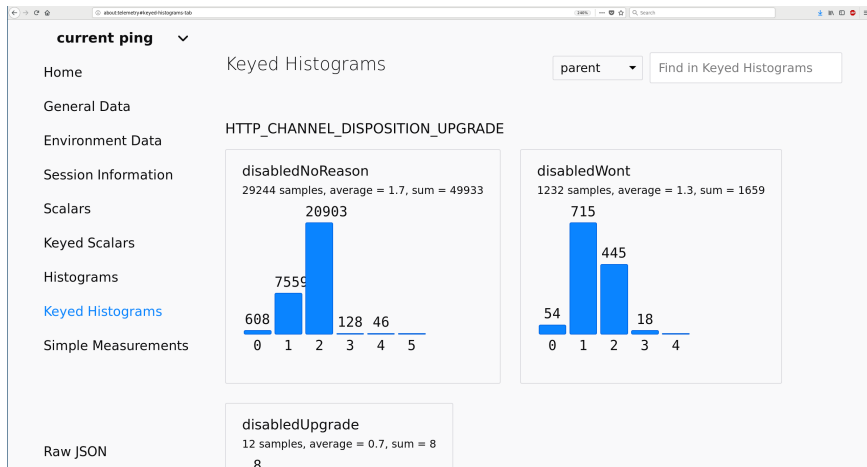 about:telemetry#keyed-histograms-tab
140%
Search
current ping
Home
General Data
Environment Data
Session Information
Scalars
Keyed Scalars
Histograms
Keyed Histograms
Simple Measurements
Raw JSON
Keyed Histograms
parent
Find in Keyed Histograms
HTTP_CHANNEL_DISPOSITION_UPGRADE
disabledNoReason
29244 samples, average = 1.7, sum = 49933
608 7559 20903 128 46
0 1 2 3 4 5
disabledWont
1232 samples, average = 1.3, sum = 1659
54 715 445 18
0 1 2 3 4
disabledUpgrade
12 samples, average = 0.7, sum = 8
8